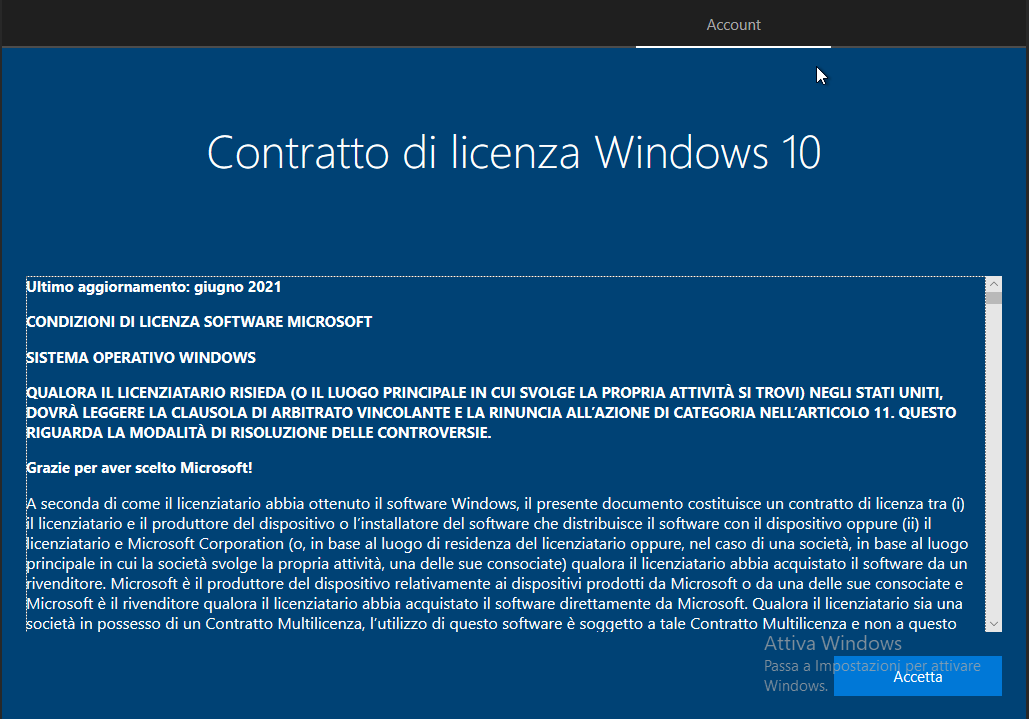 Account
Contratto di licenza Windows 10
Ultimo aggiornamento: giugno 2021
CONDIZIONI DI LICENZA SOFTWARE MICROSOFT
SISTEMA OPERATIVO WINDOWS
QUALORA IL LICENZIATARIO RISIEDA (O IL LUOGO PRINCIPALE IN CUI SVOLGE LA PROPRIA ATTIVITÀ SI TROVI) NEGLI STATI UNITI,
DOVRÀ LEGGERE LA CLAUSOLA DI ARBITRATO VINCOLANTE E LA RINUNCIA ALL'AZIONE DI CATEGORIA NELL'ARTICOLO 11. QUESTO
RIGUARDA LA MODALITÀ DI RISOLUZIONE DELLE CONTROVERSIE.
Grazie per aver scelto Microsoft!
A seconda di come il licenziatario abbia ottenuto il software Windows, il presente documento costituisce un contratto di licenza tra (i)
il licenziatario e il produttore del dispositivo o l'installatore del software che distribuisce il software con il dispositivo oppure (ii) il
licenziatario e Microsoft Corporation (o, in base al luogo di residenza del licenziatario oppure, nel caso di una società, in base al luogo
principale in cui la società svolge la propria attività, una delle sue consociate) qualora il licenziatario abbia acquistato il software da un
rivenditore. Microsoft è il produttore del dispositivo relativamente ai dispositivi prodotti da Microsoft o da una delle sue consociate e
Microsoft è il rivenditore qualora il licenziatario abbia acquistato il software direttamente da Microsoft. Qualora il licenziatario sia una
società in possesso di un Contratto Multilicenza, l'utilizzo di questo software è soggetto a tale Contratto Multilicenza e non a questo
Attiva Windows
Passa a Impostazioni per attivare
Windows.
Accetta